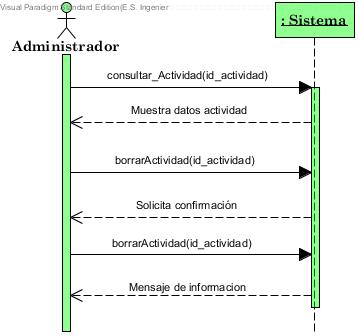 Visual Paradigm Standard Edition(E.S. Ingenier
: Sistema
Administrador
consultar_Actividad(id_actividad)
Muestra datos actividad
borrarActividad(id_actividad)
Solicita confirmación
borrarActividad(id_actividad)
Mensaje de informacion